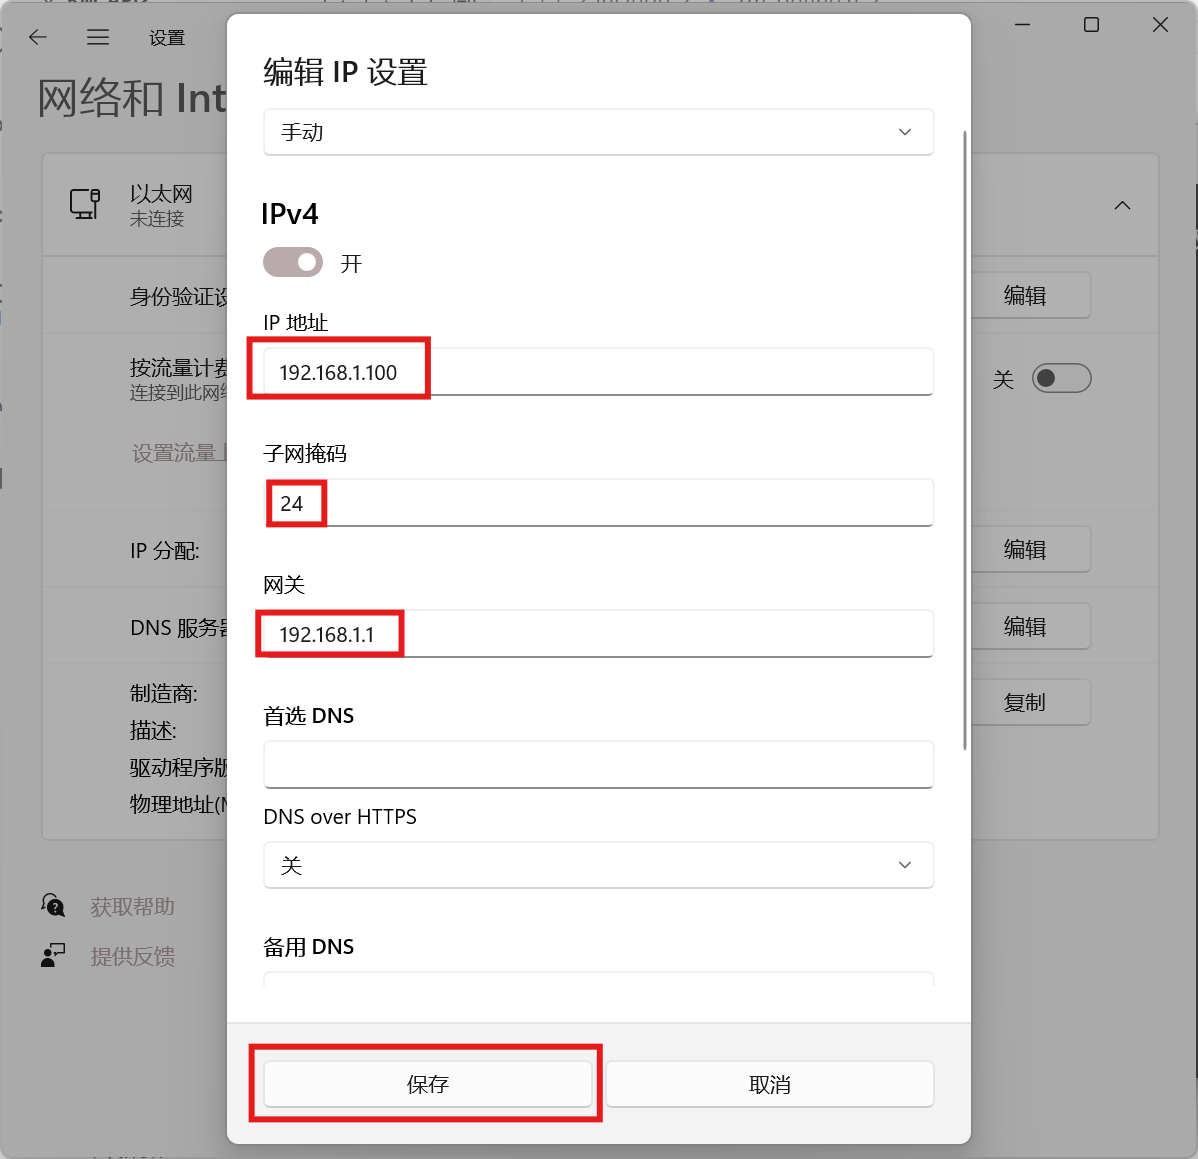 设置
网络和 Int
编辑 IP 设置
手动
以太网
未连接
IPv4
开
身份验证设
编辑
IP 地址
192.168.1.100
按流量计费
连接到此网络
关
设置流量上
子网掩码
24
IP 分配:
编辑
网关
192.168.1.1
DNS 服务器
编辑
制造商:
复制
描述:
驱动程序版
物理地址(M
首选 DNS
DNS over HTTPS
关
获取帮助
提供反馈
备用 DNS
保存
取消